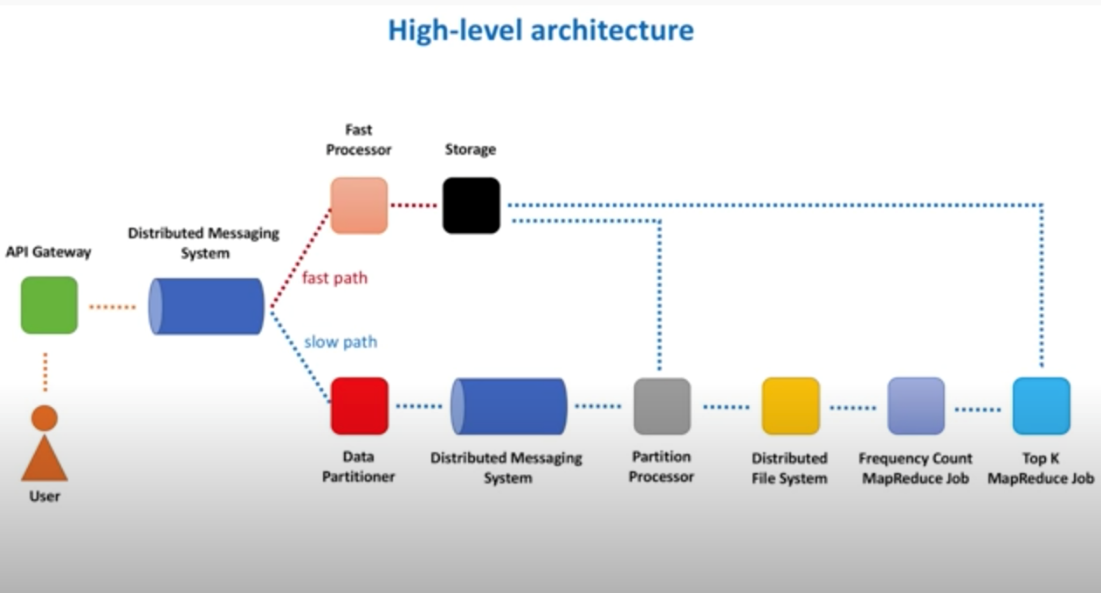 High-level architecture
Fast
Processor
Storage
Distributed Messaging
System
API Gateway
fast path
slow path
Data
Partitioner
Distributed Messaging
System
Partition
Processor
Distributed
File System
Frequency Count
MapReduce Job
Top K
MapReduce Job
User